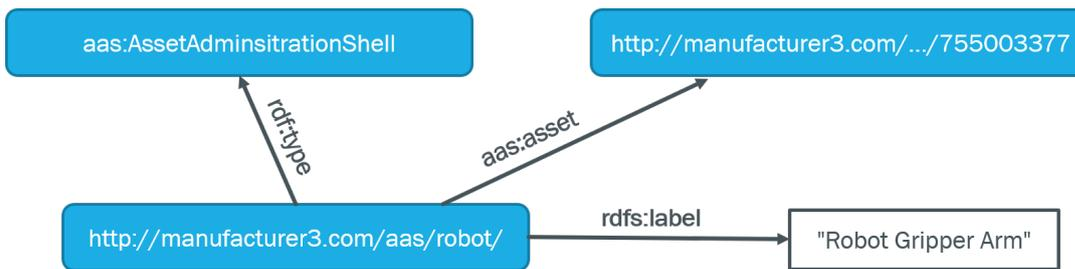 aas:AssetAdminsitrationShell
http://manufacturer3.com/.../755003377
rdf:type
aas:asset
rdfs:label
http://manufacturer3.com/aas/robot/
"Robot Gripper Arm"